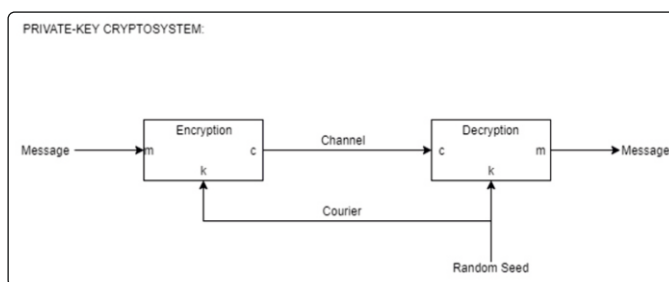 PRIVATE-KEY CRYPTOSYSTEM:
Encryption
Decryption
Channel
Message
m
c
c
m
Message
k
k
Courier
Random Seed